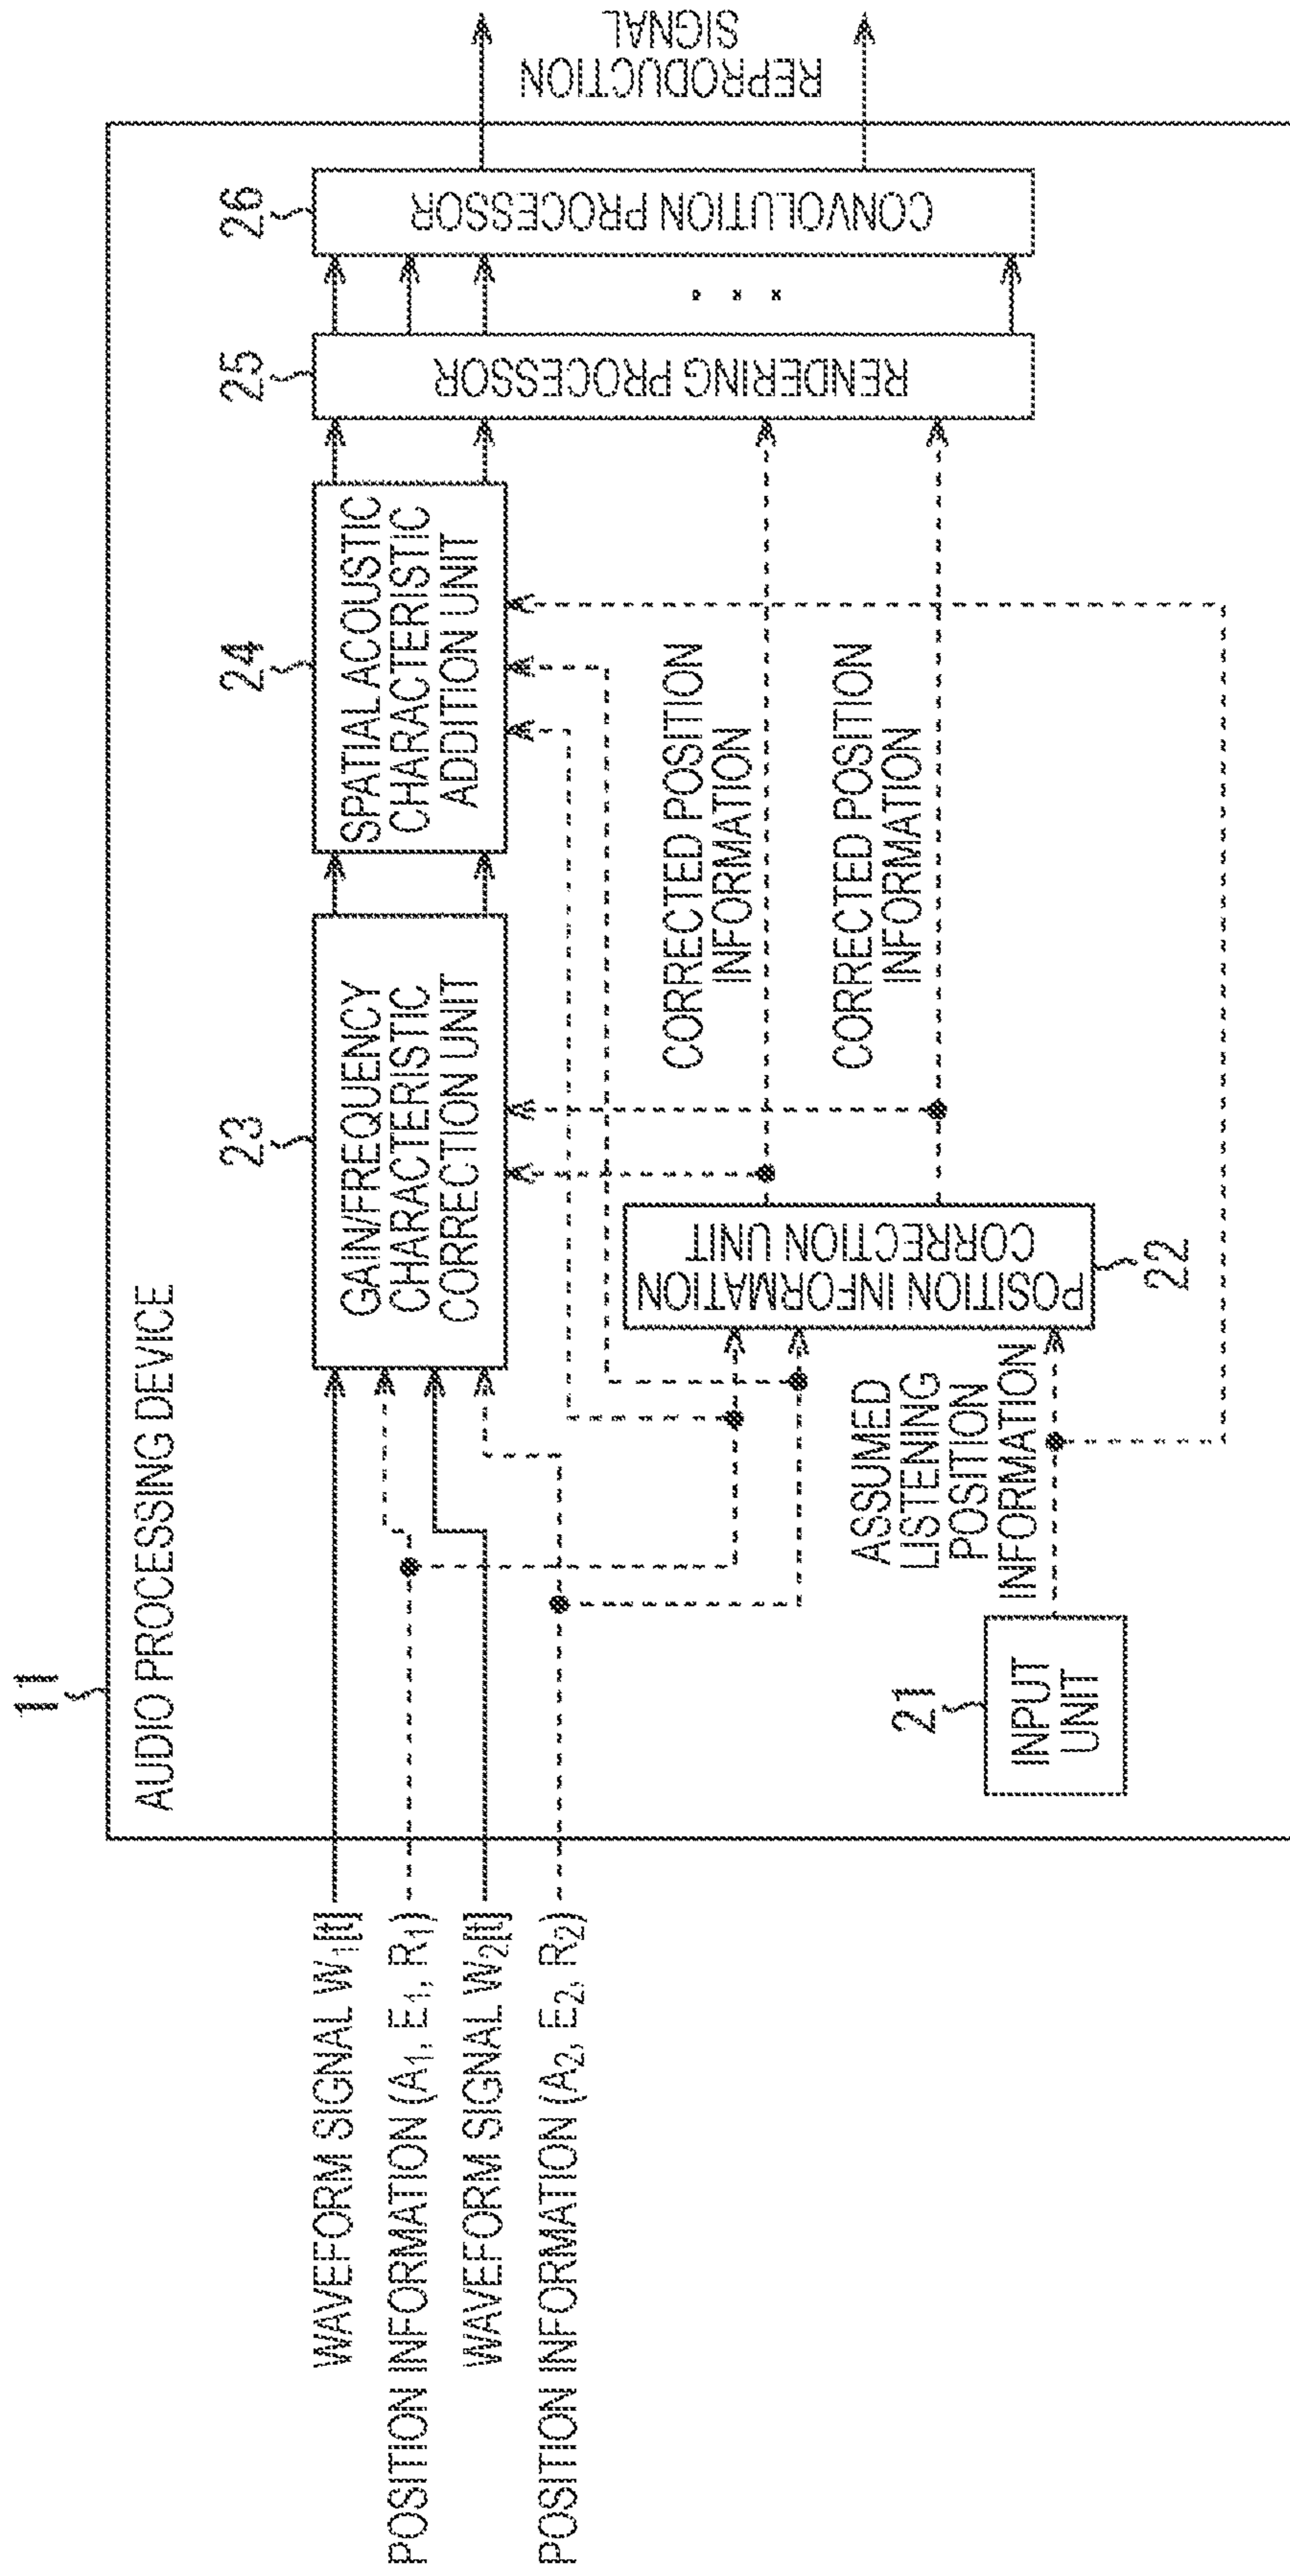 11
AUDIO PROCESSING DEVICE
WAVEFORM SIGNAL W₁[t]
POSITION INFORMATION (A₁, E₁, R₁)
WAVEFORM SIGNAL W₂[t]
POSITION INFORMATION (A₂, E₂, R₂)
23
GAIN/FREQUENCY
CHARACTERISTIC
CORRECTION UNIT
24
SPATIAL ACOUSTIC
CHARACTERISTIC
ADDITION UNIT
25
RENDERING PROCESSOR
26
CONVOLUTION PROCESSOR
REPRODUCTION
SIGNAL
CORRECTED POSITION
INFORMATION
CORRECTED POSITION
INFORMATION
POSITION INFORMATION
CORRECTION UNIT
22
ASSUMED
LISTENING
POSITION
INFORMATION
21
INPUT
UNIT